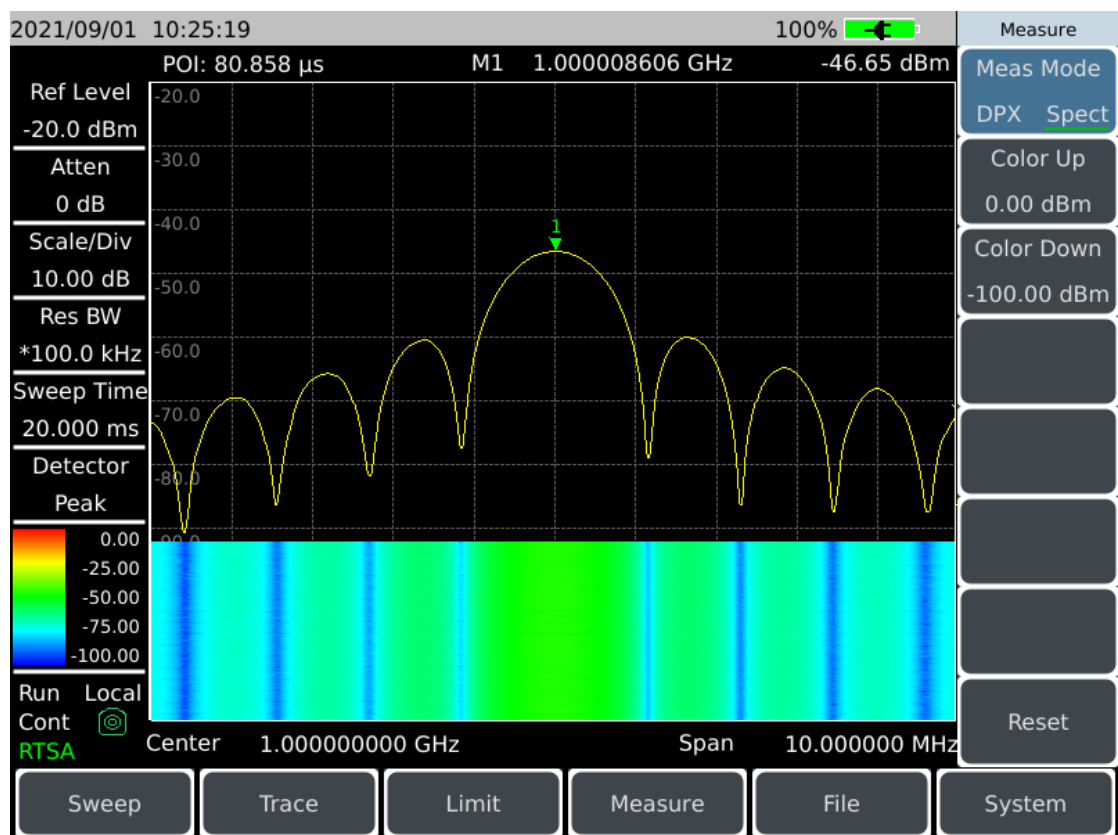 2021/09/01 10:25:19 100% Measure
POI: 80.858 μs M1 1.000008606 GHz -46.65 dBm
Ref Level
-20.0 dBm
Atten
0 dB
Scale/Div
10.00 dB
Res BW
*100.0 kHz
Sweep Time
20.000 ms
Detector
Peak
0.00
-25.00
-50.00
-75.00
-100.00
Run Local
Cont
RTSA
-20.0
-30.0
-40.0
1
-50.0
-60.0
-70.0
-80.0
-90.0
Center 1.000000000 GHz Span 10.000000 MHz
Meas Mode
DPX Spect
Color Up
0.00 dBm
Color Down
-100.00 dBm
Reset
Sweep Trace Limit Measure File System